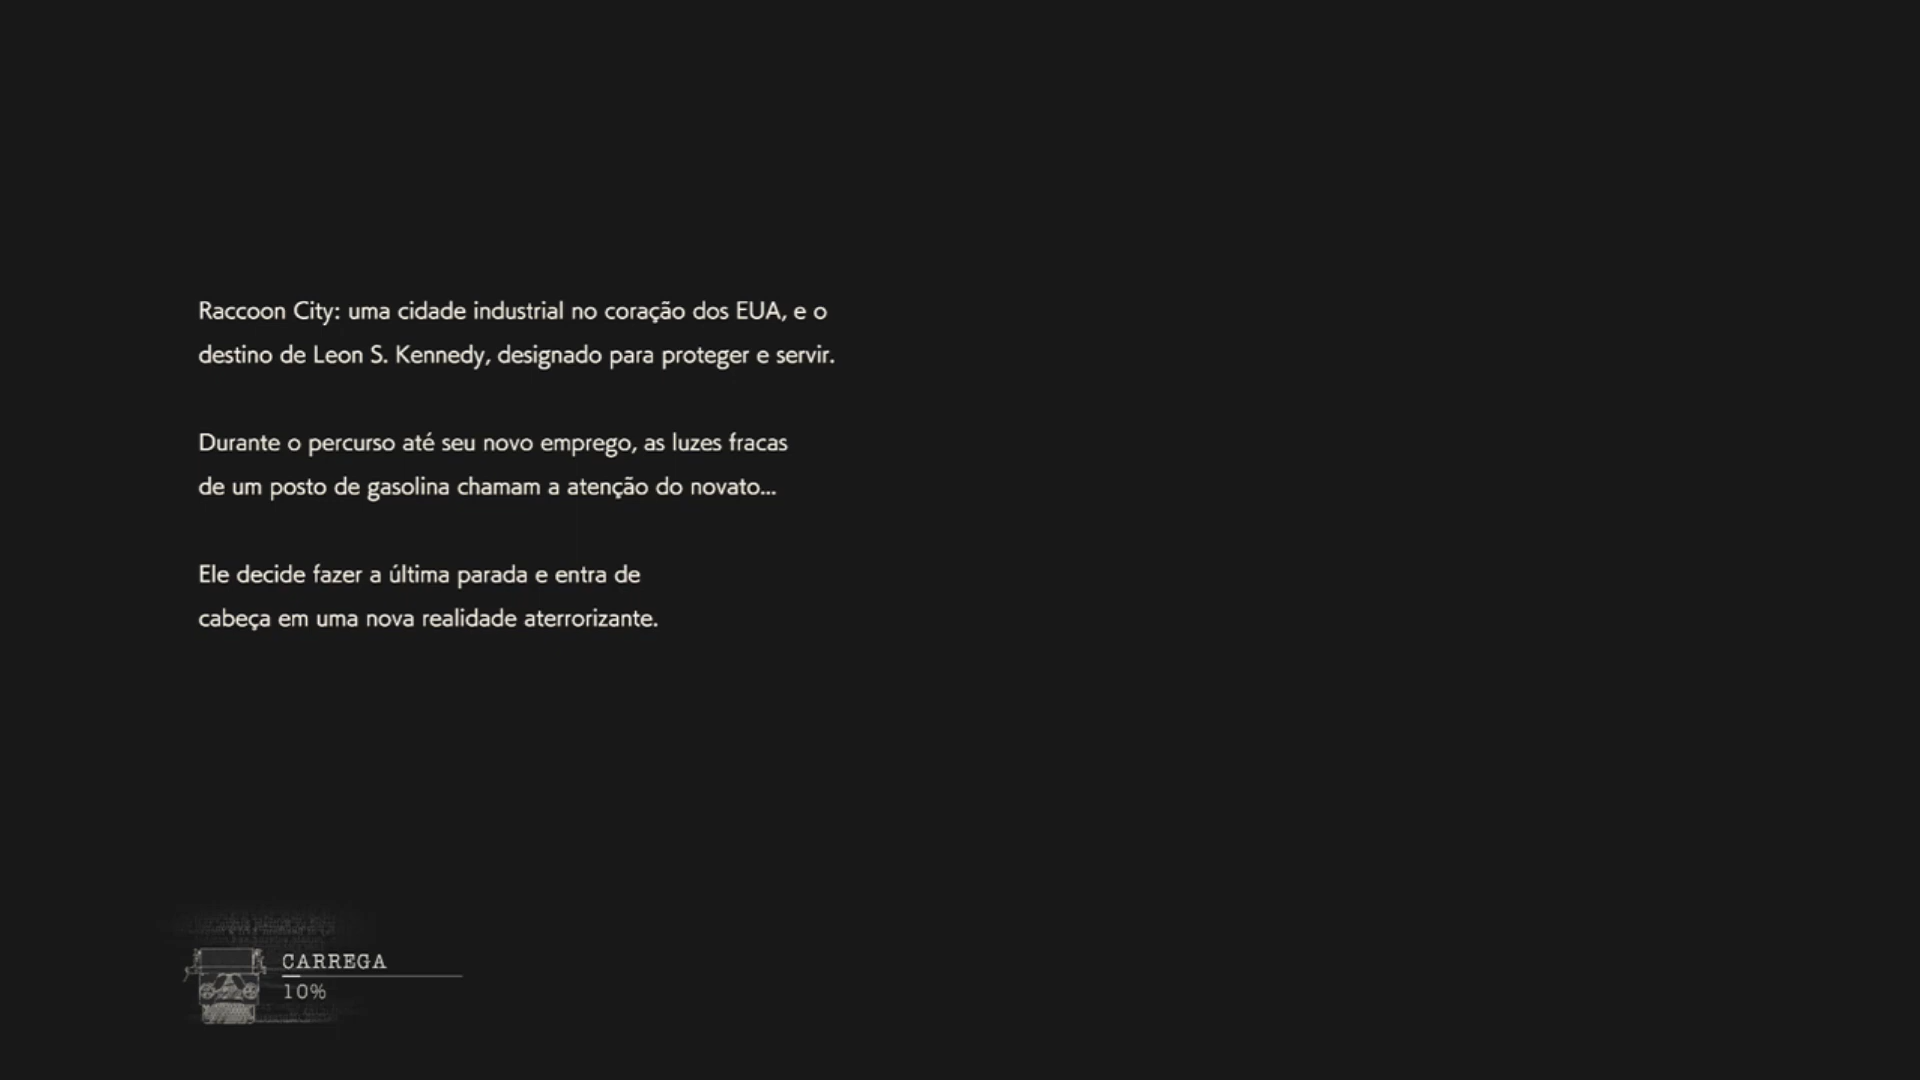 Raccoon City: uma cidade industrial no coração dos EUA, e o
destino de Leon S. Kennedy, designado para proteger e servir.
Durante o percurso até seu novo emprego, as luzes fracas
de um posto de gasolina chamam a atenção do novato...
Ele decide fazer a última parada e entra de
cabeça em uma nova realidade aterrorizante.
CARREGA
10%